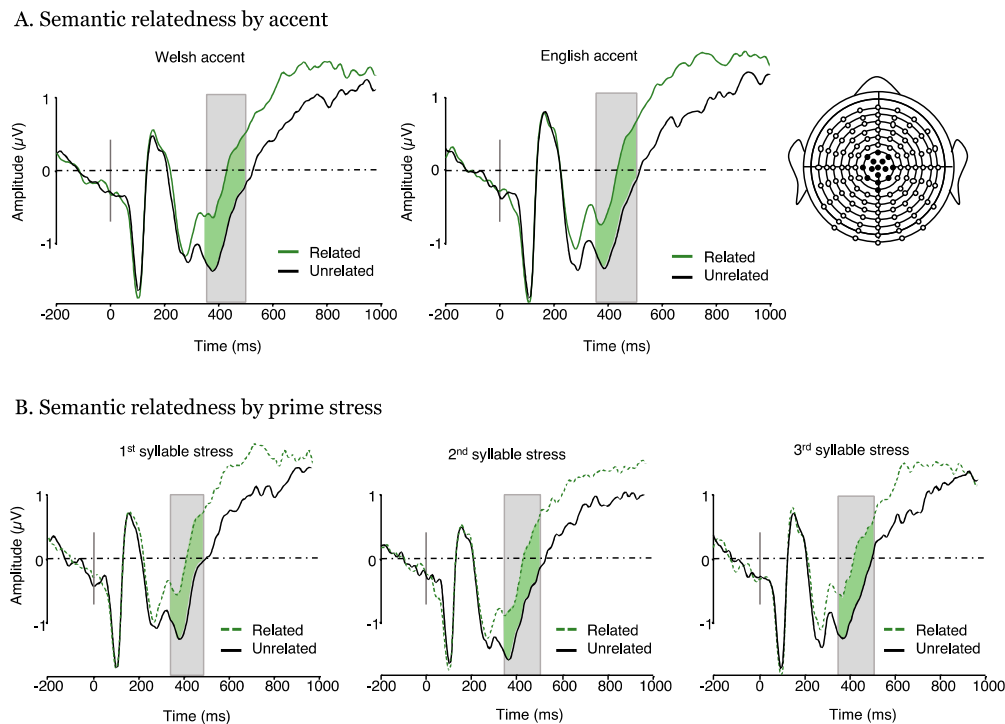 A. Semantic relatedness by accent
Welsh accent
English accent
Amplitude (µV)
1
0
-1
Related
Unrelated
-200 0 200 400 600 800 1000
Time (ms)
1
0
-1
Amplitude (µV)
Related
Unrelated
-200 0 200 400 600 800 1000
Time (ms)
B. Semantic relatedness by prime stress
1st syllable stress
2nd syllable stress
3rd syllable stress
Amplitude (µV)
1
0
-1
Related
Unrelated
-200 0 200 400 600 800 1000
Time (ms)
1
0
-1
Related
Unrelated
-200 0 200 400 600 800 1000
Time (ms)
1
0
-1
Related
Unrelated
-200 0 200 400 600 800 1000
Time (ms)